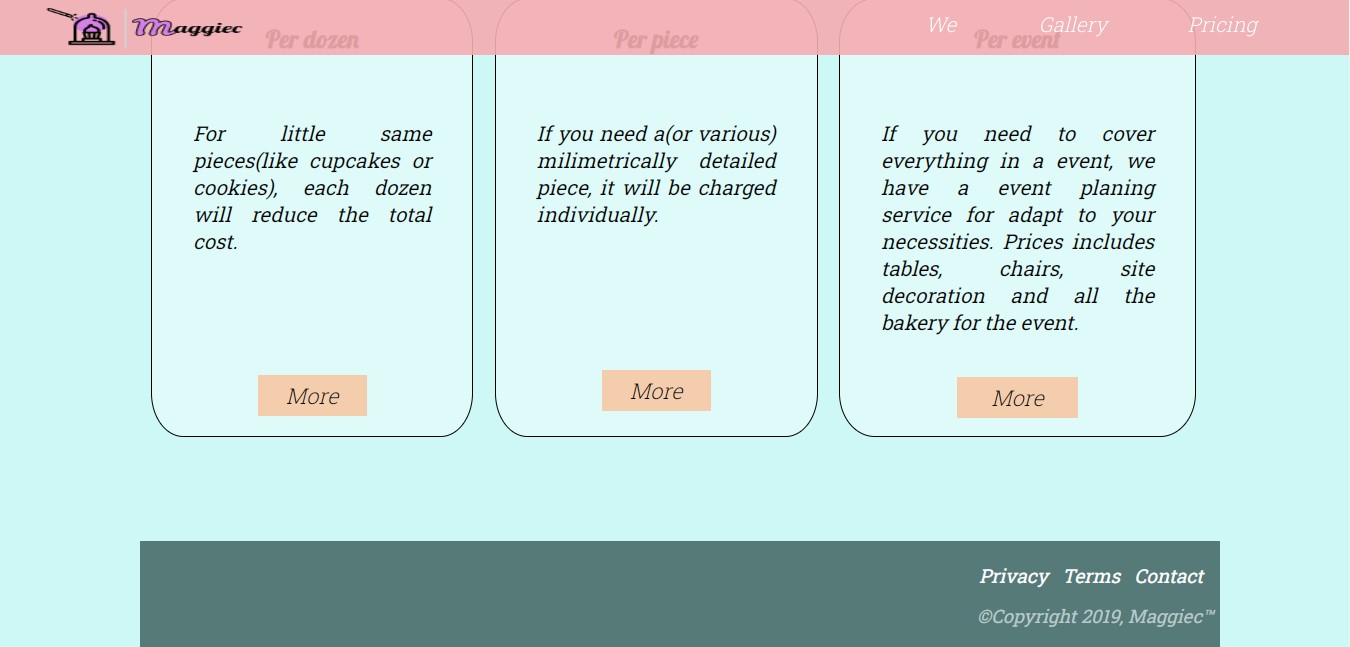 Maggiec
We Gallery Pricing
Per dozen
For little same
pieces(like cupcakes or
cookies), each dozen
will reduce the total
cost.
More
Per piece
If you need a(or various)
milimetrically detailed
piece, it will be charged
individually.
More
Per event
If you need to cover
everything in a event, we
have a event planing
service for adapt to your
necessities. Prices includes
tables, chairs, site
decoration and all the
bakery for the event.
More
Privacy Terms Contact
©Copyright 2019, Maggiec™